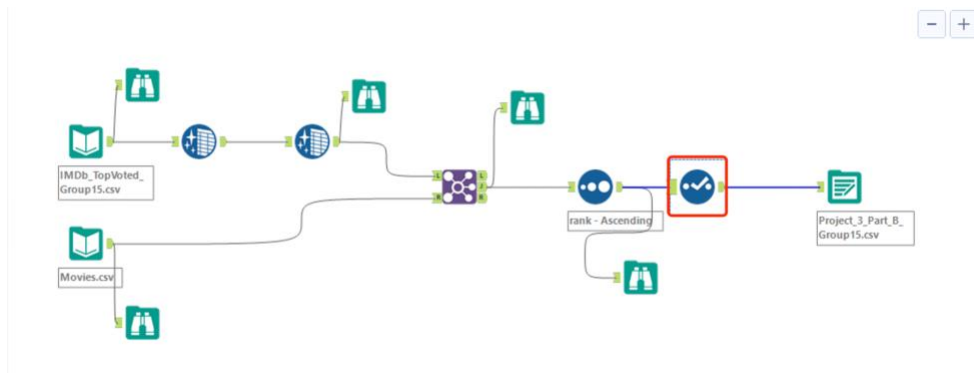 IMDb_TopVoted_
Group15.csv
L
R
L
J
R
rank - Ascending
Project_3_Part_B_
Group15.csv
Movies.csv